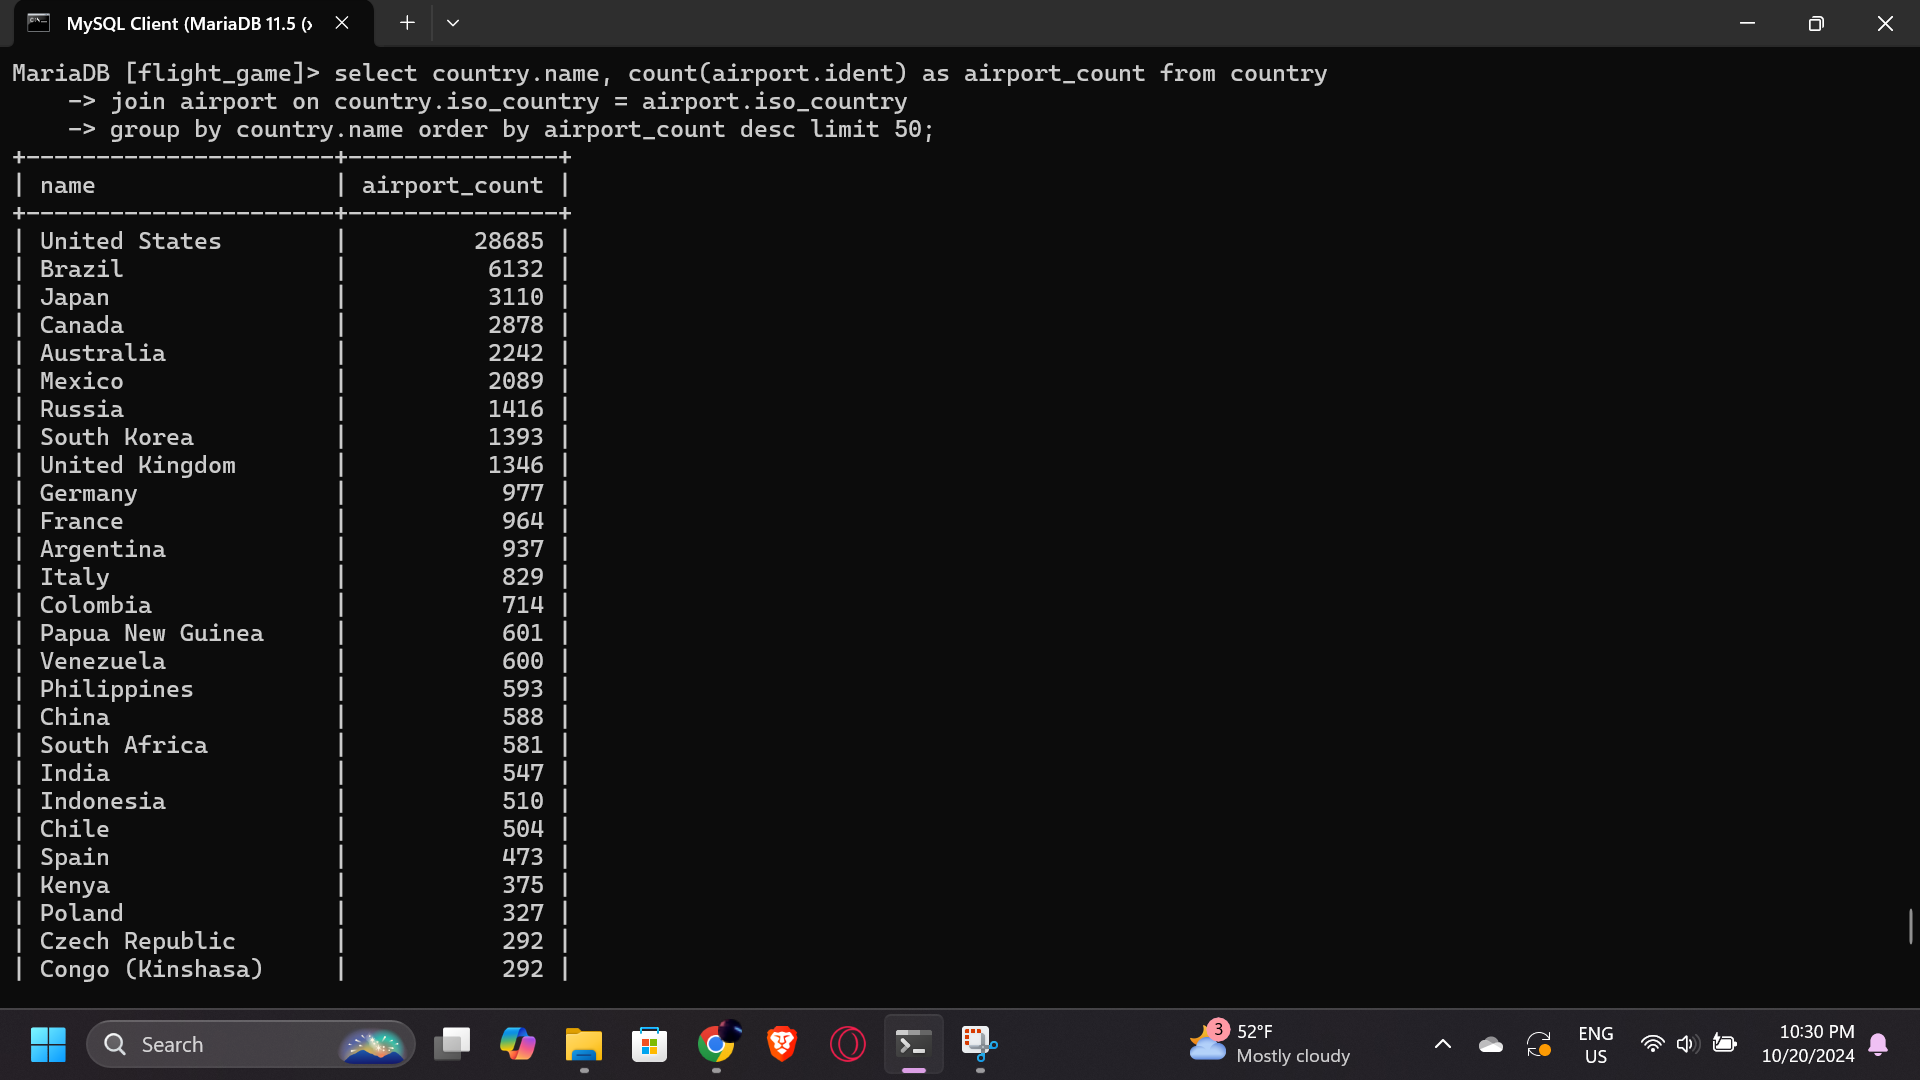 MySQL Client (MariaDB 11.5 (x
MariaDB [flight_game]> select country.name, count(airport.ident) as airport_count from country
    -> join airport on country.iso_country = airport.iso_country
    -> group by country.name order by airport_count desc limit 50;
+----------------------+---------------+
| name                 | airport_count |
+----------------------+---------------+
| United States        |         28685 |
| Brazil               |          6132 |
| Japan                |          3110 |
| Canada               |          2878 |
| Australia            |          2242 |
| Mexico               |          2089 |
| Russia               |          1416 |
| South Korea          |          1393 |
| United Kingdom       |          1346 |
| Germany              |           977 |
| France               |           964 |
| Argentina            |           937 |
| Italy                |           829 |
| Colombia             |           714 |
| Papua New Guinea     |           601 |
| Venezuela            |           600 |
| Philippines          |           593 |
| China                |           588 |
| South Africa         |           581 |
| India                |           547 |
| Indonesia            |           510 |
| Chile                |           504 |
| Spain                |           473 |
| Kenya                |           375 |
| Poland               |           327 |
| Czech Republic       |           292 |
| Congo (Kinshasa)     |           292 |
Search
3
52°F
Mostly cloudy
ENG
US
10:30 PM
10/20/2024